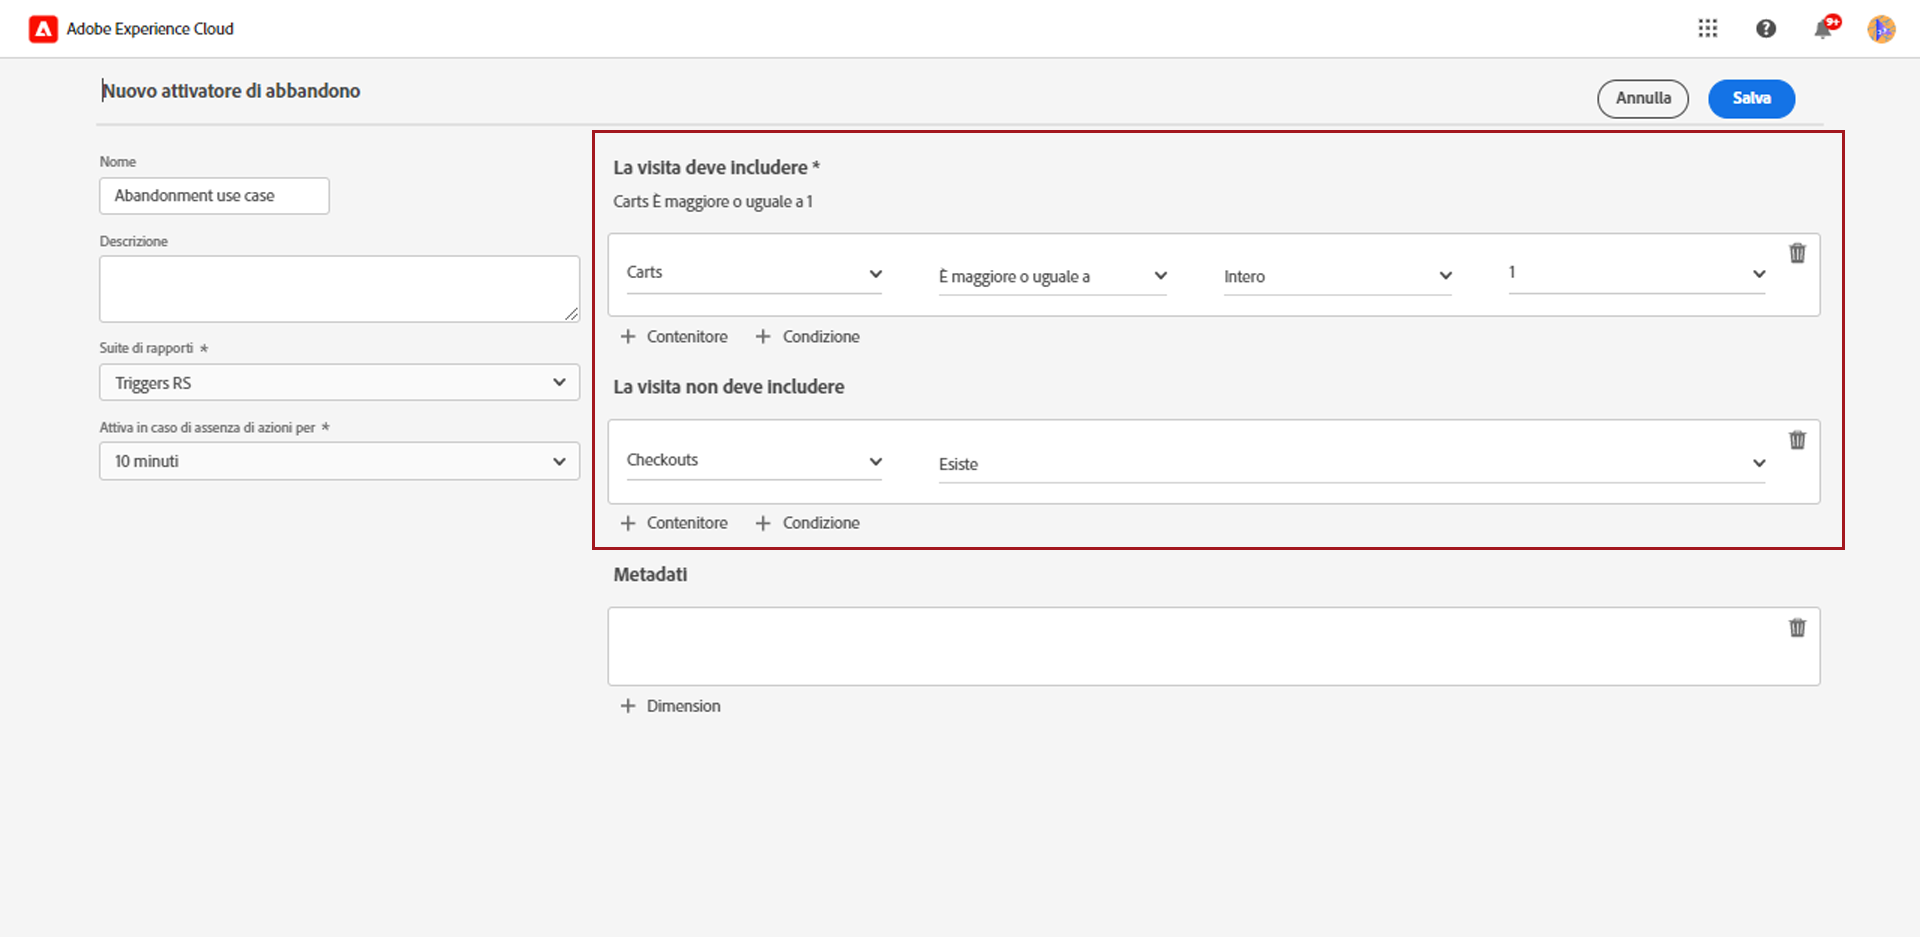 Adobe Experience Cloud
9+
Nuovo attivatore di abbandono
Annulla
Salva
Nome
Abandonment use case
Descrizione
Suite di rapporti *
Triggers RS
Attiva in caso di assenza di azioni per *
10 minuti
La visita deve includere *
Carts È maggiore o uguale a 1
Carts
È maggiore o uguale a
Intero
1
+ Contenitore + Condizione
La visita non deve includere
Checkouts
Esiste
+ Contenitore + Condizione
Metadati
+ Dimension